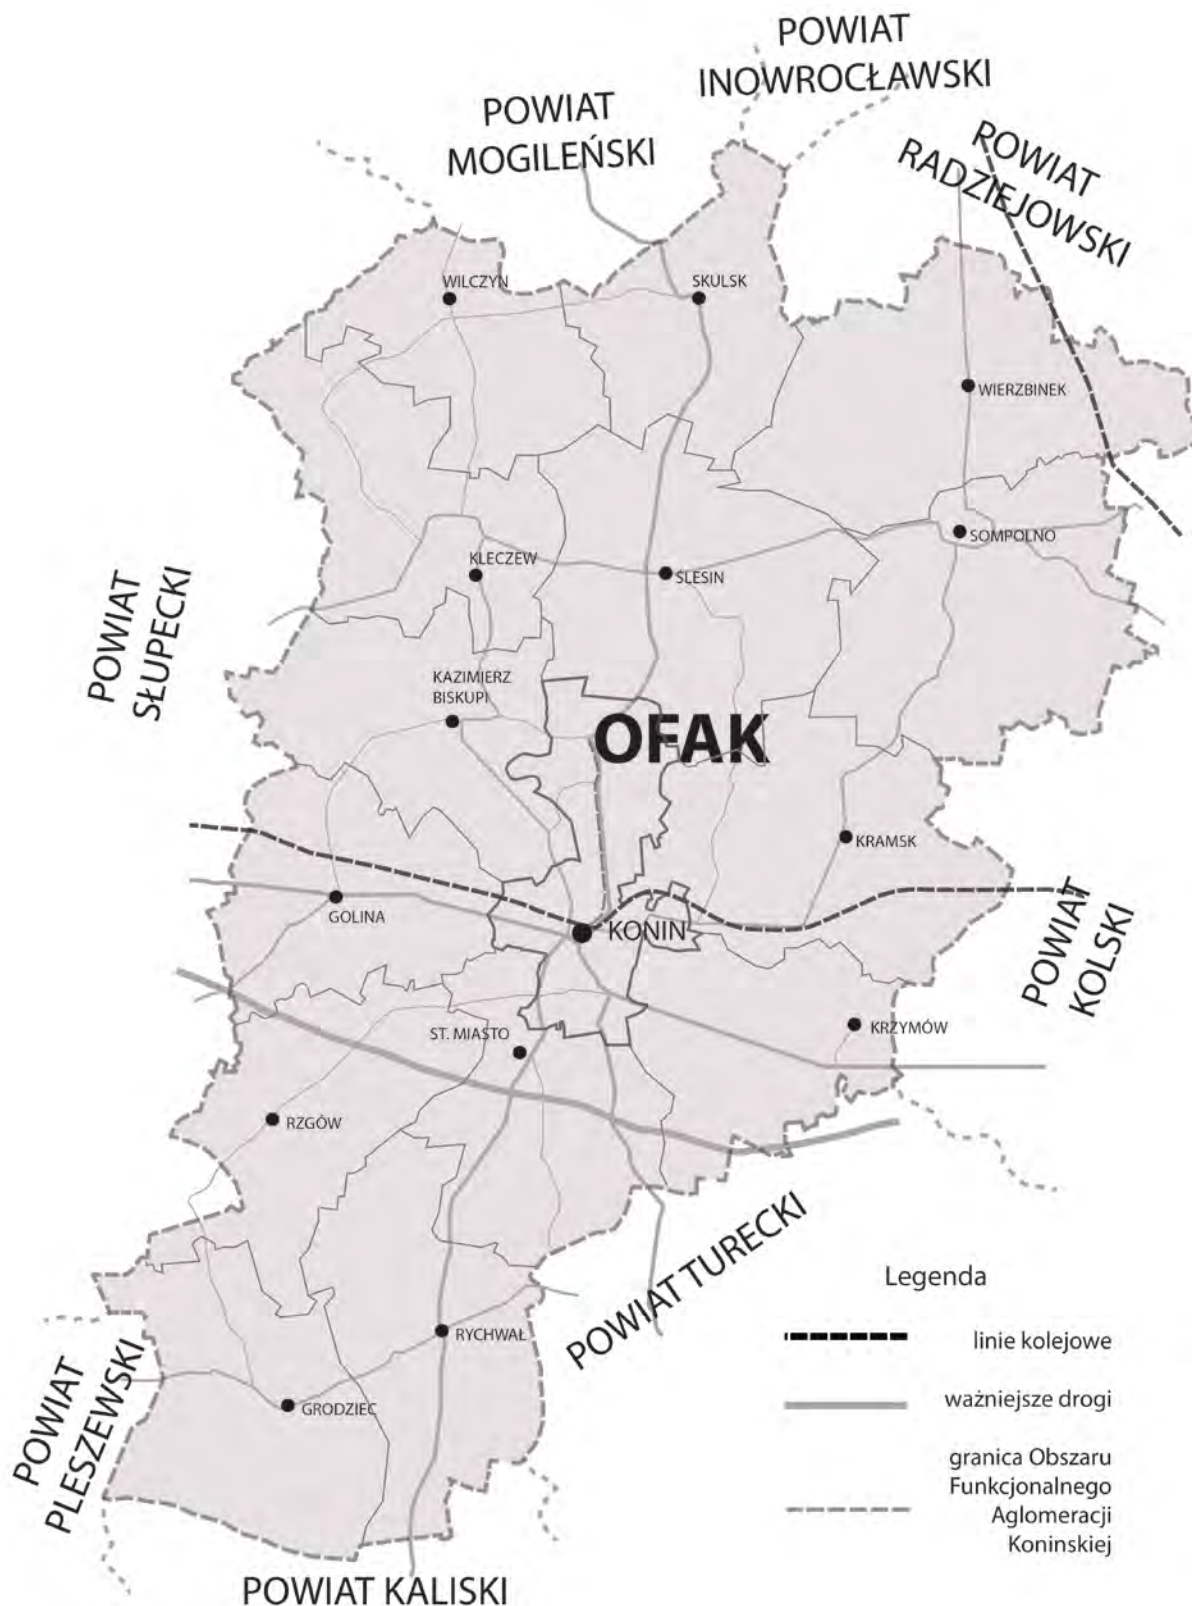 POWIAT
INOWROCŁAWSKI
POWIAT
MOGILEŃSKI
POWIAT
RADZIEJOWSKI
WILCZYN
SKULSK
WIERZBINEK
SOMPOLNO
KLECZEW
ŚLESIN
POWIAT
SŁUPECKI
KAZIMIERZ
BISKUPI
OFAK
KRAMSK
GOLINA
KONIN
POWIAT
KOLSKI
KRZYMÓW
ST. MIASTO
RZGÓW
POWIAT TURECKI
RYCHWAŁ
GRODZIEC
POWIAT
PLESZEWSKI
POWIAT KALISKI
Legenda
linie kolejowe
ważniejsze drogi
granica Obszaru
Funkcjonalnego
Aglomeracji
Koninskiej